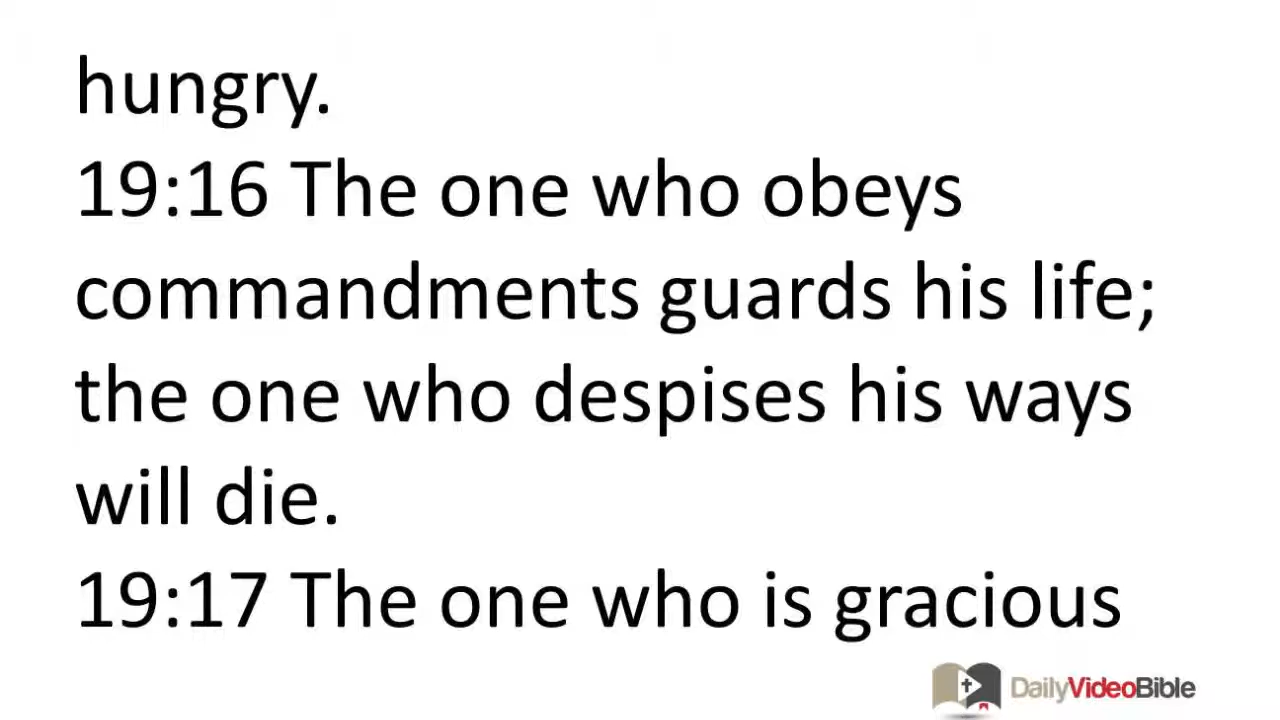 hungry.
19:16 The one who obeys
commandments guards his life;
the one who despises his ways
will die.
19:17 The one who is gracious
DailyVideoBible